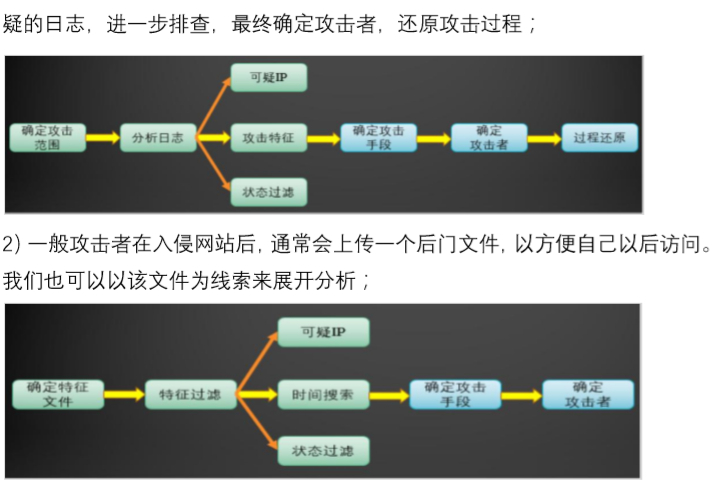 疑的日志，进一步排查，最终确定攻击者，还原攻击过程；
可疑IP
确定攻击
范围
分析日志
攻击特征
确定攻击
手段
确定
攻击者
过程还原
状态过滤
2) 一般攻击者在入侵网站后, 通常会上传一个后门文件, 以方便自己以后访问。
我们也可以以该文件为线索来展开分析；
可疑IP
确定特征
文件
特征过滤
时间搜索
确定攻击
手段
确定
攻击者
状态过滤